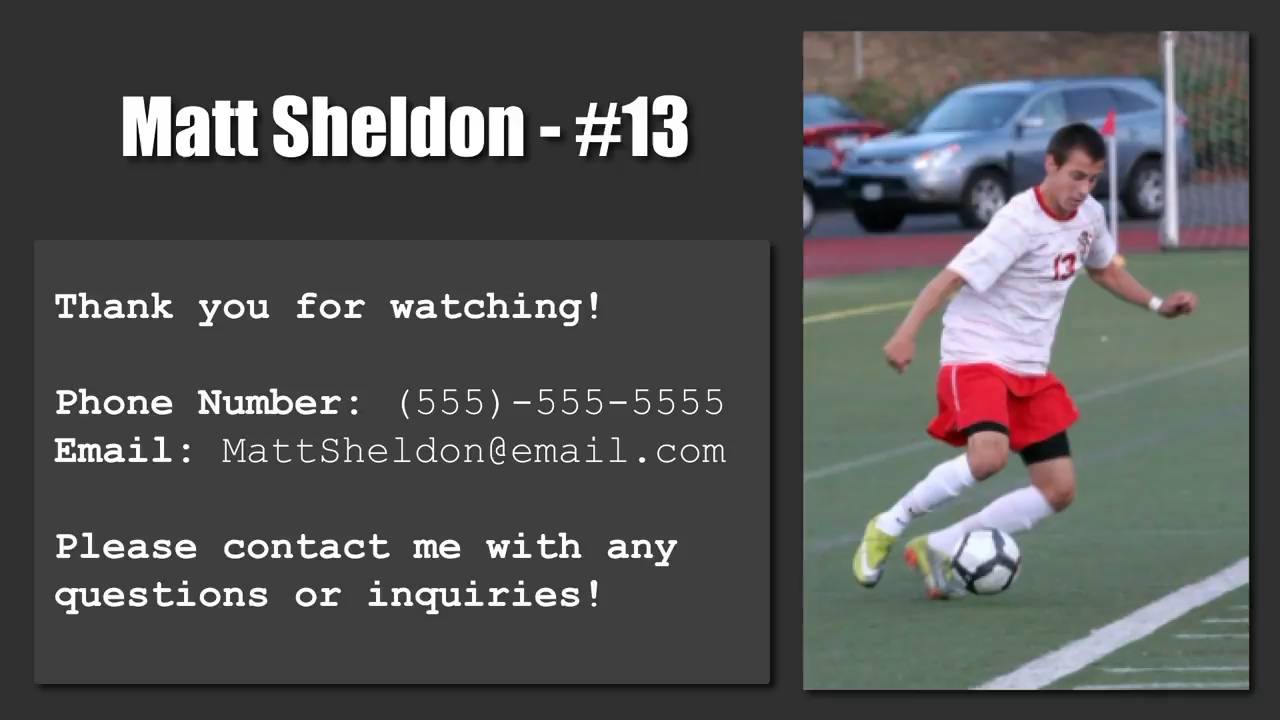 Matt Sheldon - #13
Thank you for watching!
Phone Number: (555)-555-5555
Email: MattSheldon@email.com
Please contact me with any
questions or inquiries!
13